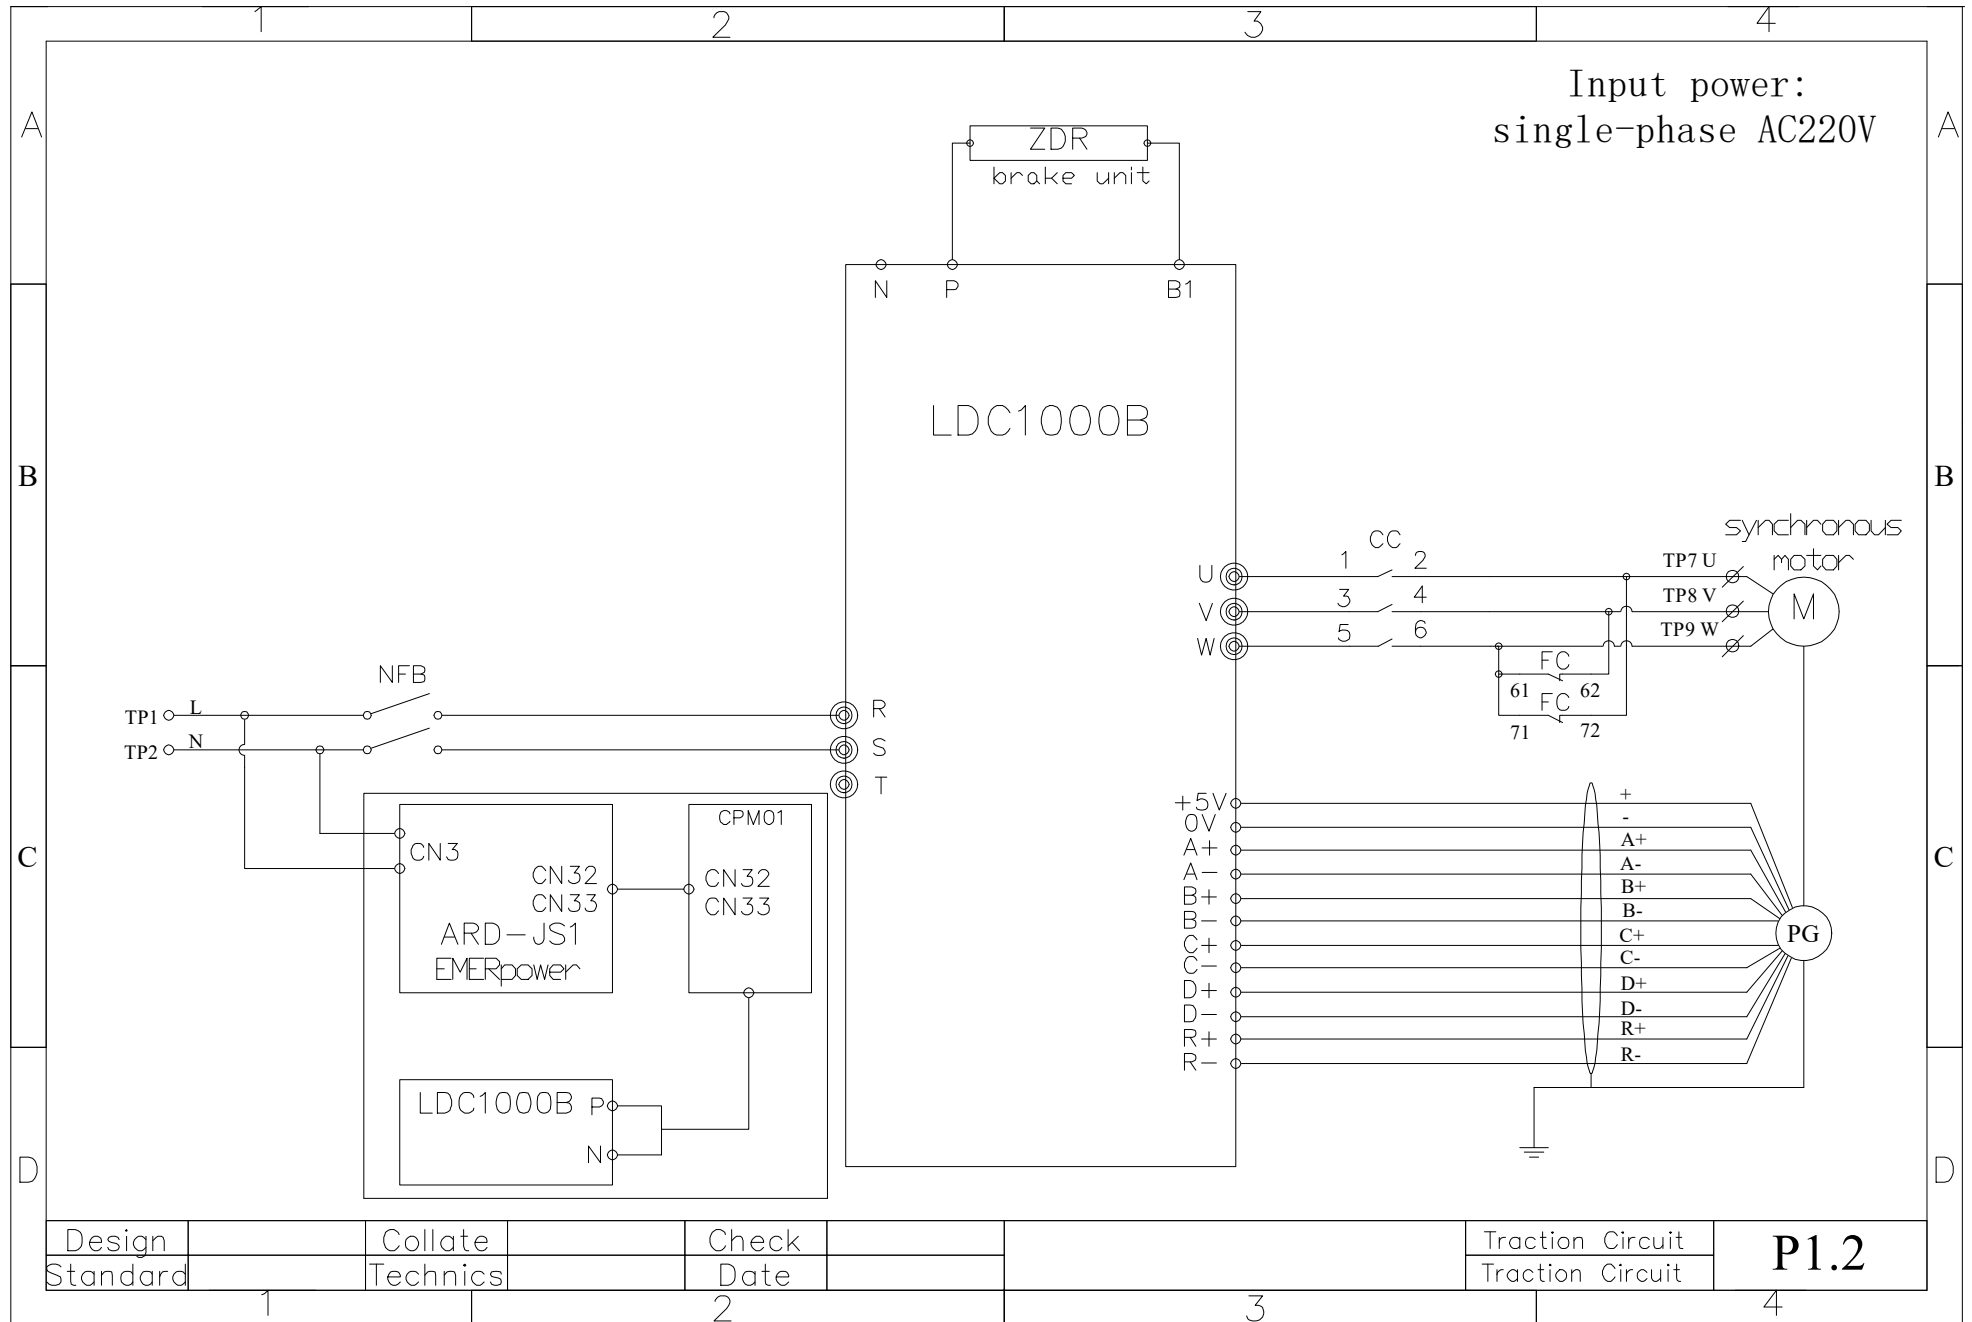 1 2 3 4
Input power:
single-phase AC220V
A A
ZDR
brake unit
N P B1
LDC1000B
B B
synchronous
motor
CC
U 1 2 TP7 U
V 3 4 TP8 V
M
W 5 6 TP9 W
FC
61 62
FC
71 72
NFB
TP1 L R
TP2 N S
T
CPM01
CN3
CN32 CN32
CN33 CN33
ARD-JS1
EMERpower
C C
+5V +
0V -
A+ A+
A- A-
B+ B+
B- B-
PG
C+ C+
C- C-
D+ D+
D- D-
R+ R+
R- R-
LDC1000B P
N
D D
Design Collate Check Traction Circuit P1.2
Standard Technics Date Traction Circuit
1 2 3 4